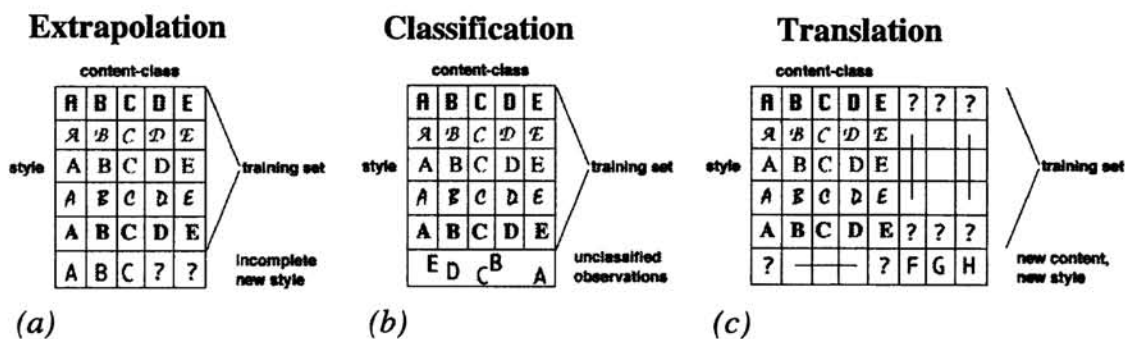 Extrapolation
content-class
A B C D E
A B C D E
style A B C D E training set
A B C D E
A B C D E
A B C ? ? incomplete new style
(a)
Classification
content-class
A B C D E
A B C D E
style A B C D E training set
A B C D E
A B C D E
E D C B A unclassified observations
(b)
Translation
content-class
A B C D E ? ? ?
A B C D E
style A B C D E training set
A B C D E
A B C D E ? ? ?
? ? F G H new content, new style
(c)